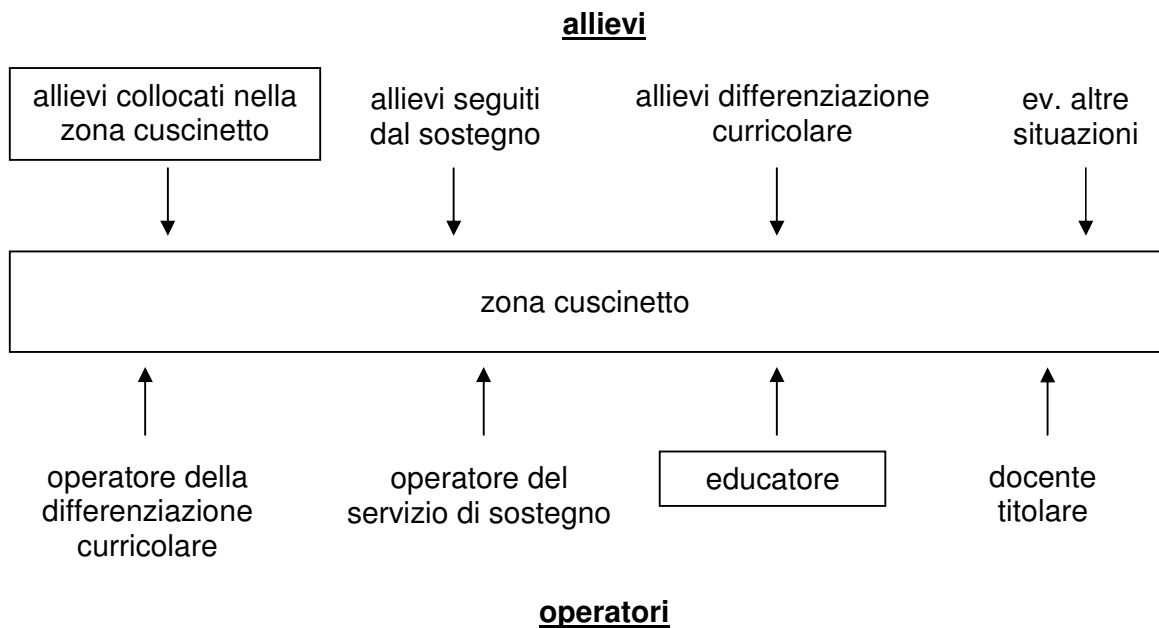 allievi
allievi collocati nella
zona cuscinetto
allievi seguiti
dal sostegno
allievi differenziazione
curricolare
ev. altre
situazioni
zona cuscinetto
operatore della
differenziazione
curricolare
operatore del
servizio di sostegno
educatore
docente
titolare
operatori